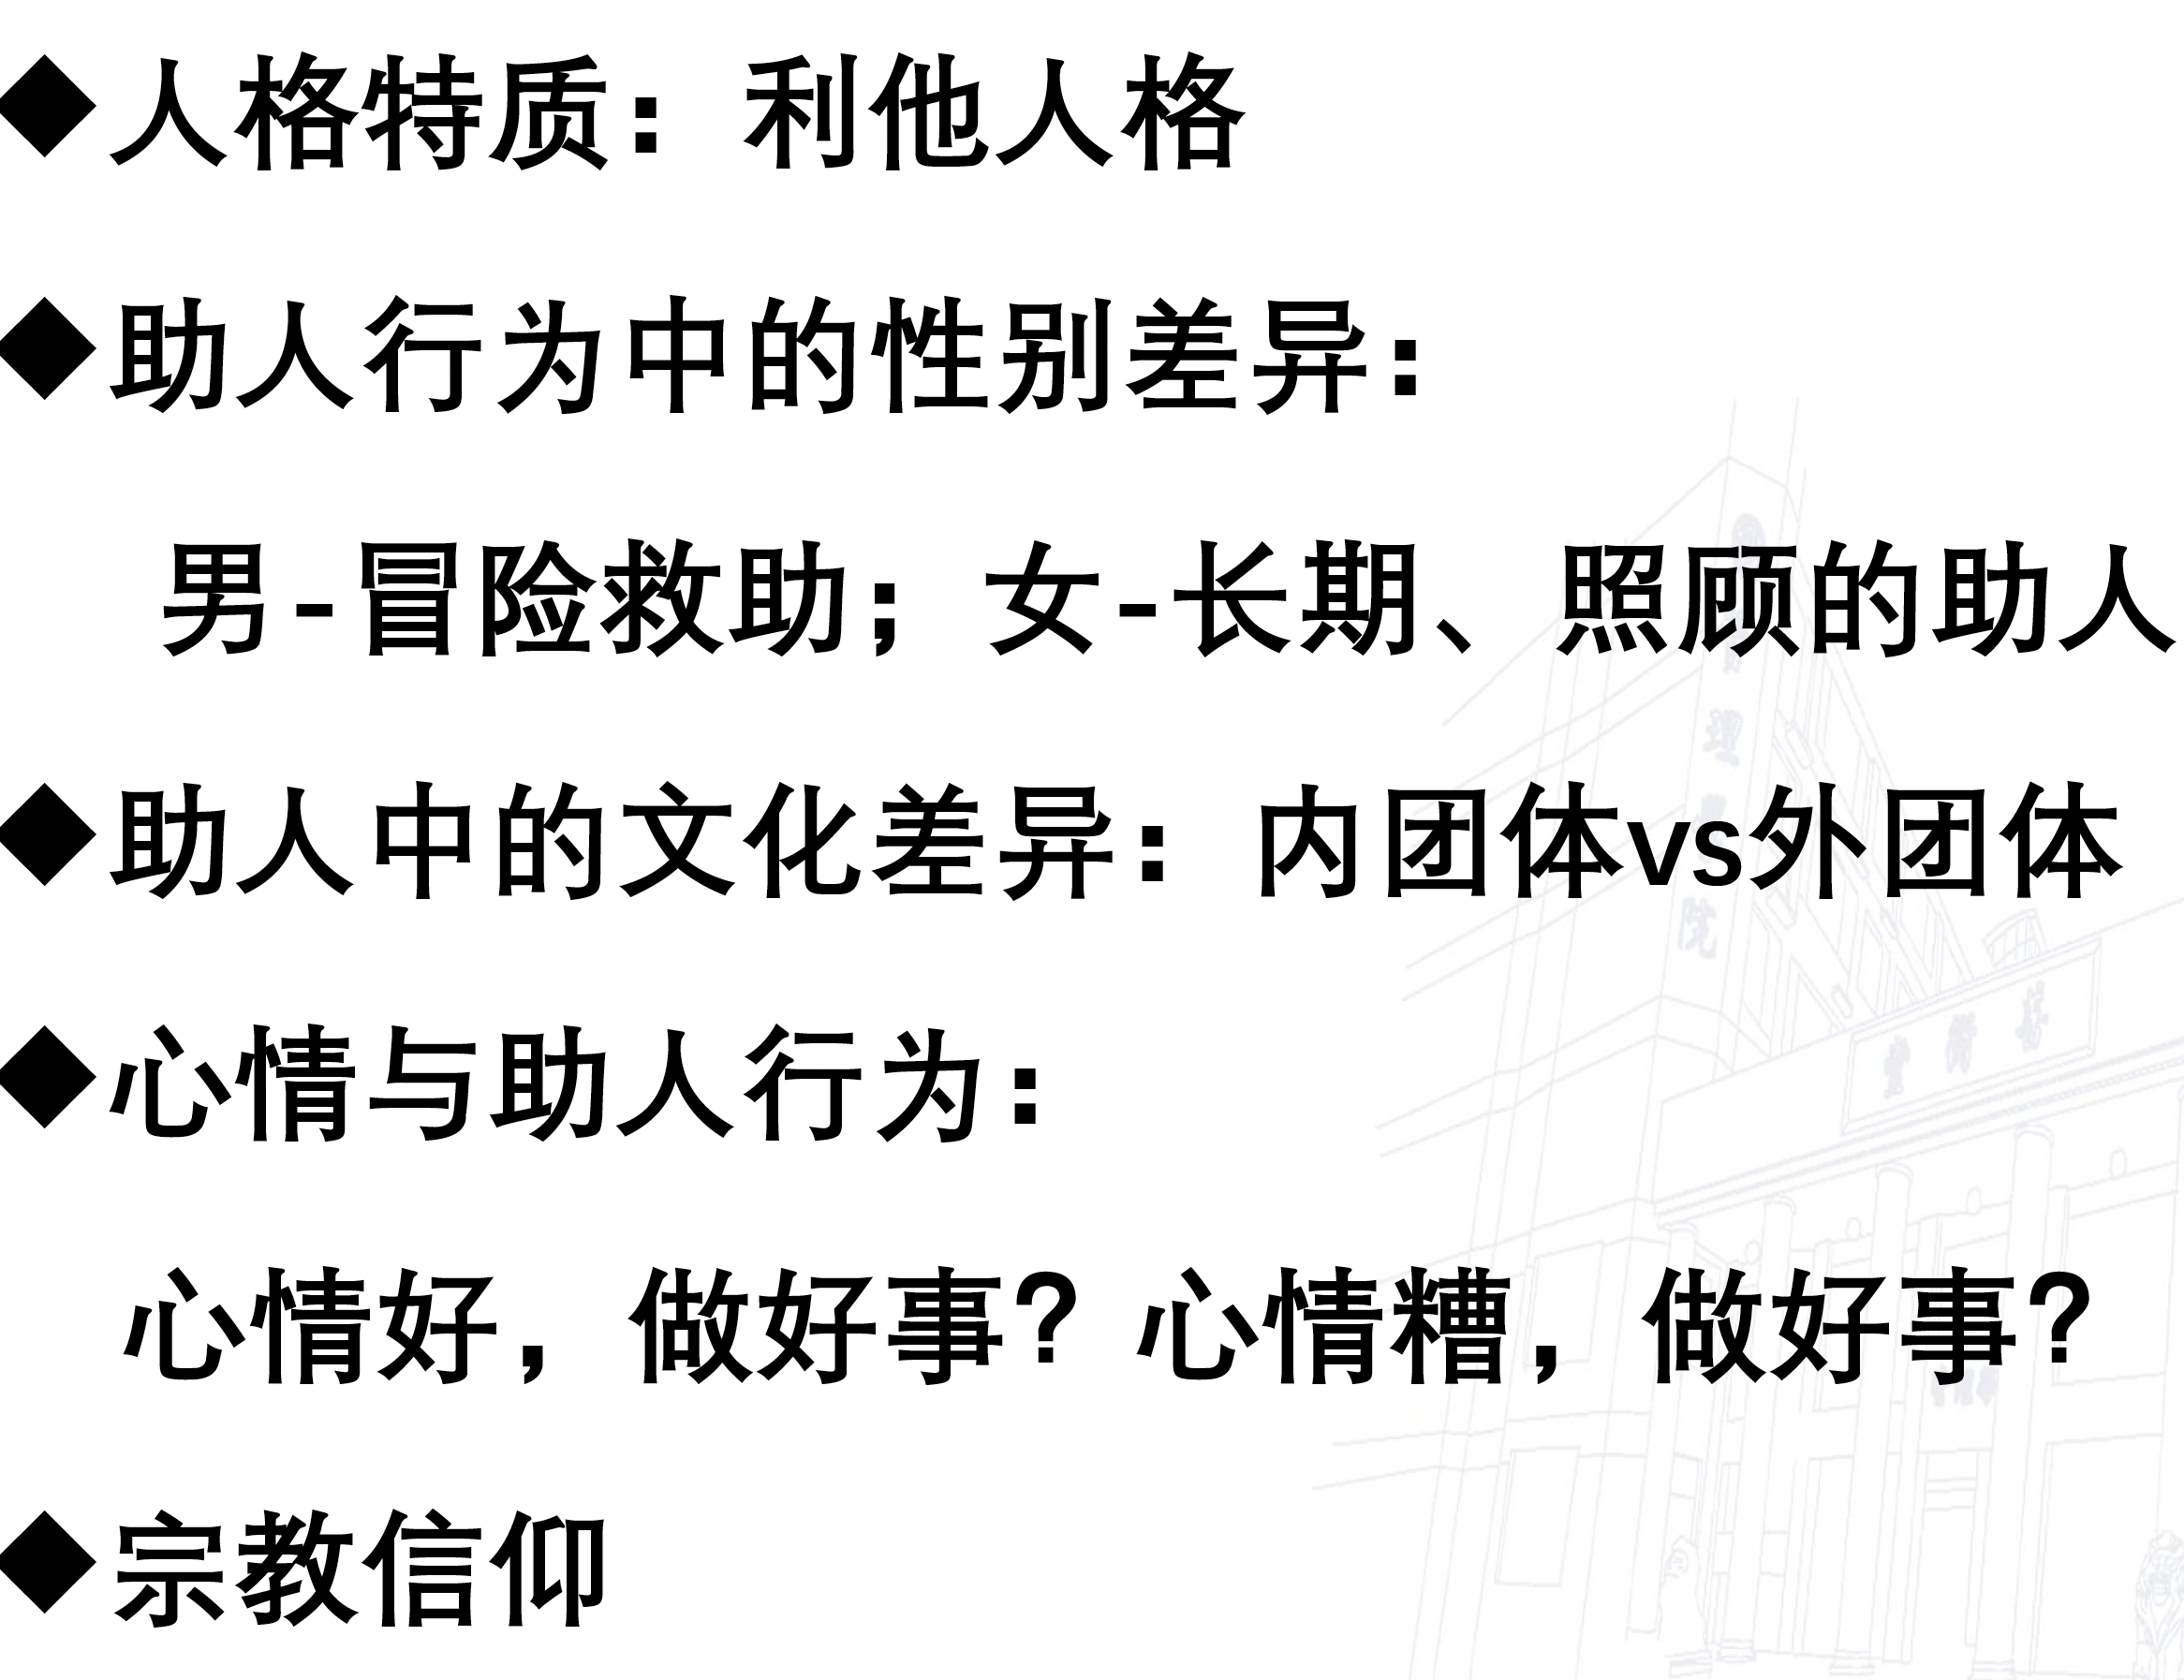 ◆人格特质：利他人格
◆助人行为中的性别差异：
男-冒险救助；女-长期、照顾的助人
◆助人中的文化差异：内团体vs外团体
◆心情与助人行为：
心情好，做好事？心情糟，做好事？
◆宗教信仰
理
院